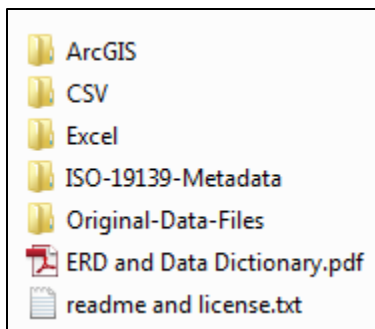 ArcGIS
CSV
Excel
ISO-19139-Metadata
Original-Data-Files
ERD and Data Dictionary.pdf
readme and license.txt